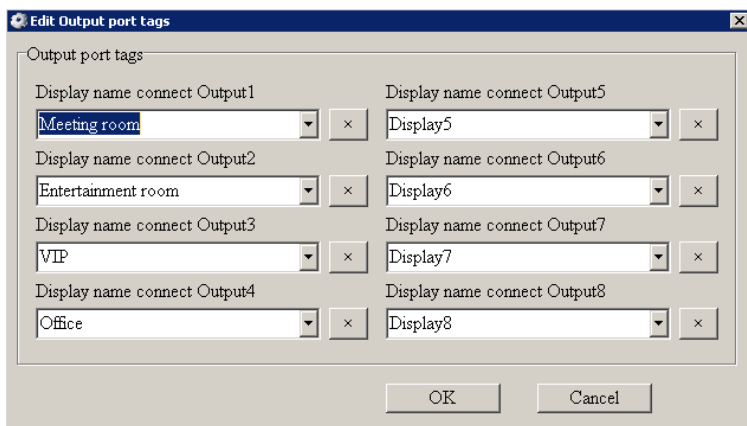 Edit Output port tags
Output port tags
Display name connect Output1
Meeting room
×
Display name connect Output2
Entertainment room
×
Display name connect Output3
VIP
×
Display name connect Output4
Office
×
Display name connect Output5
Display5
×
Display name connect Output6
Display6
×
Display name connect Output7
Display7
×
Display name connect Output8
Display8
×
OK
Cancel